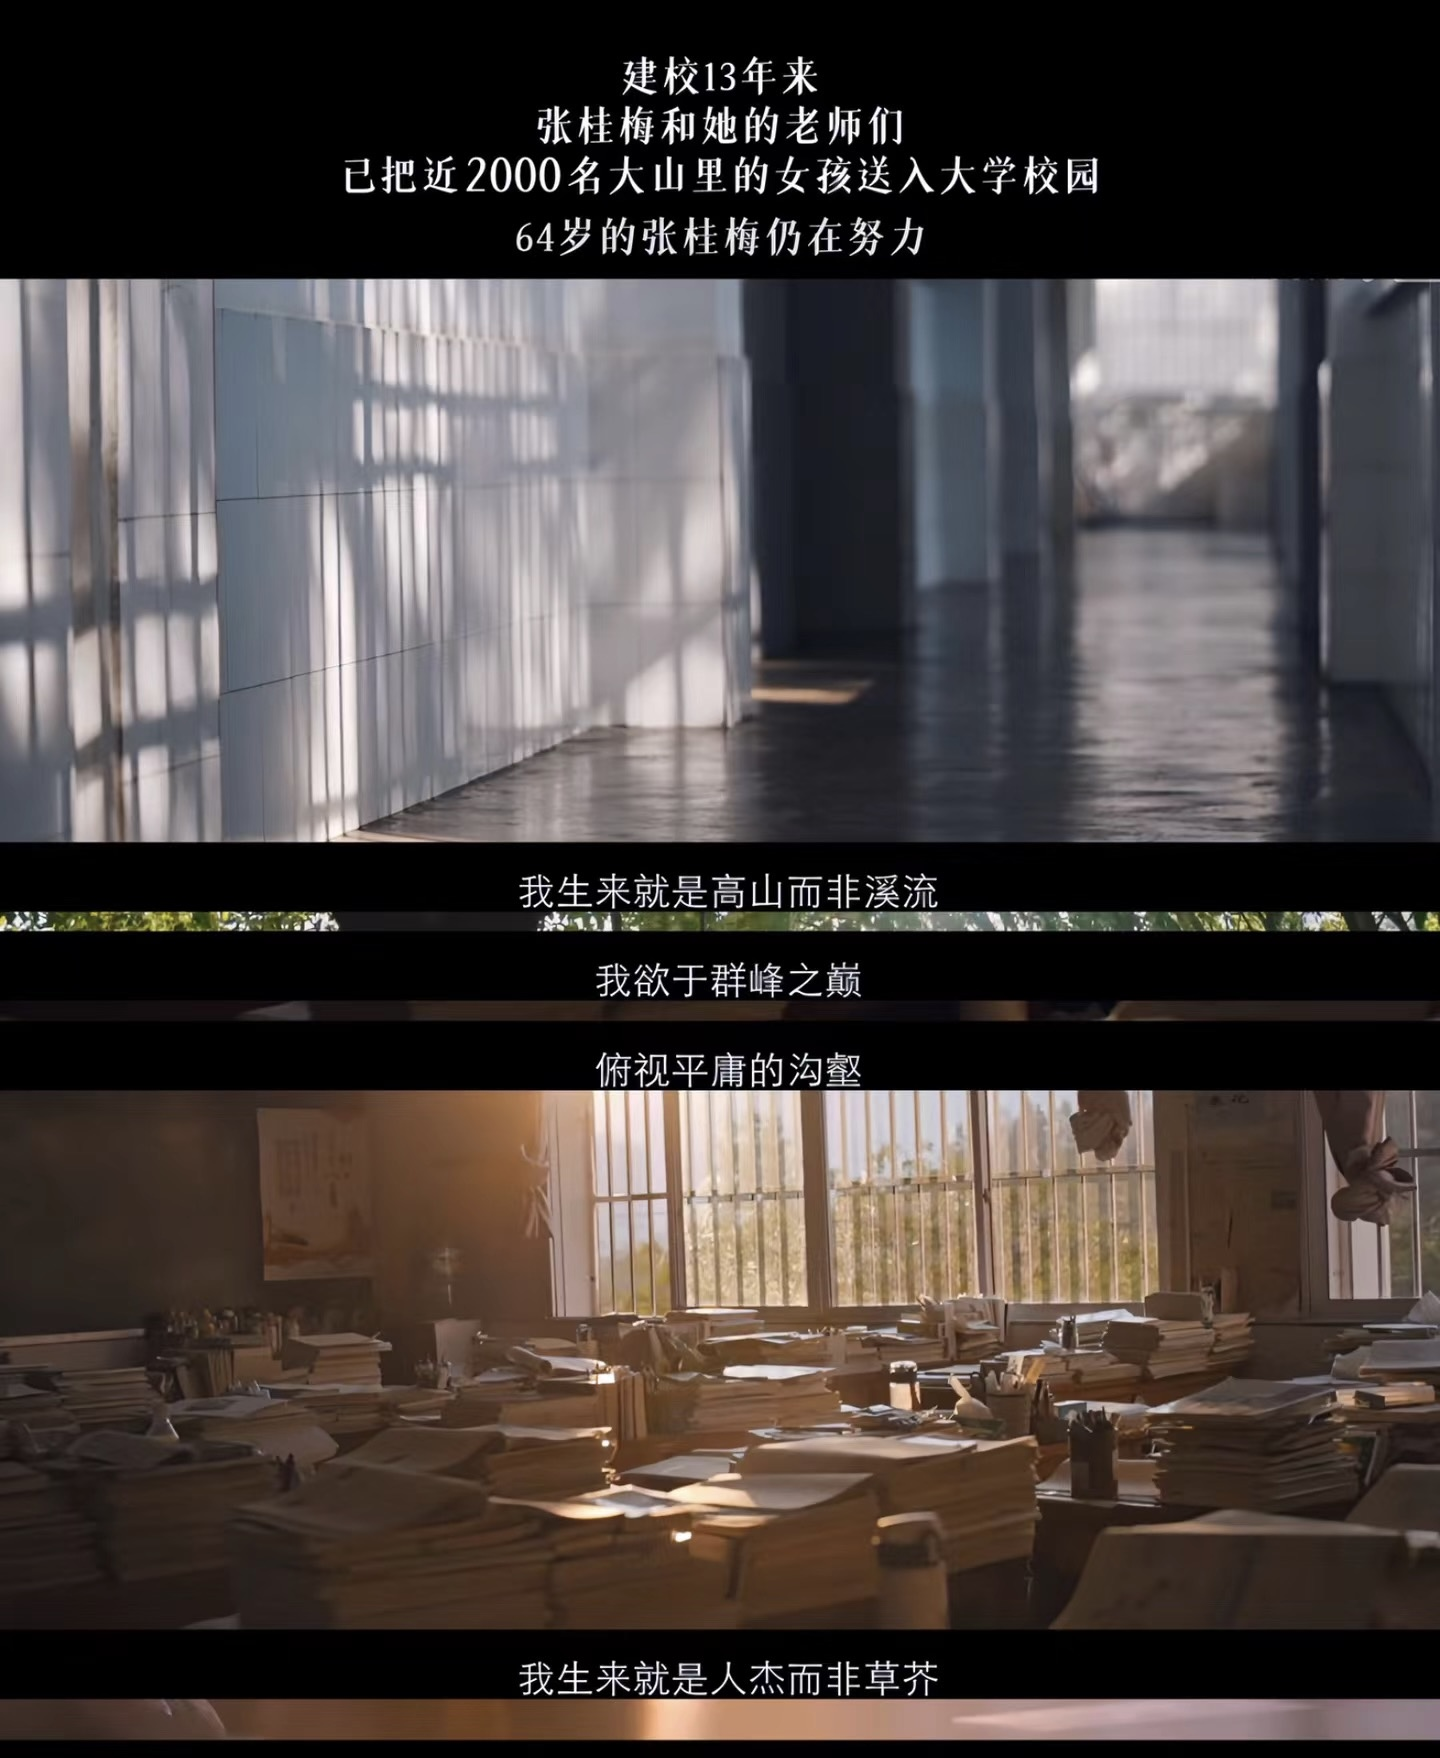 建校13年来
张桂梅和她的老师们
已把近2000名大山里的女孩送入大学校园
64岁的张桂梅仍在努力
我生来就是高山而非溪流
我欲于群峰之巅
俯视平庸的沟壑
我生来就是人杰而非草芥